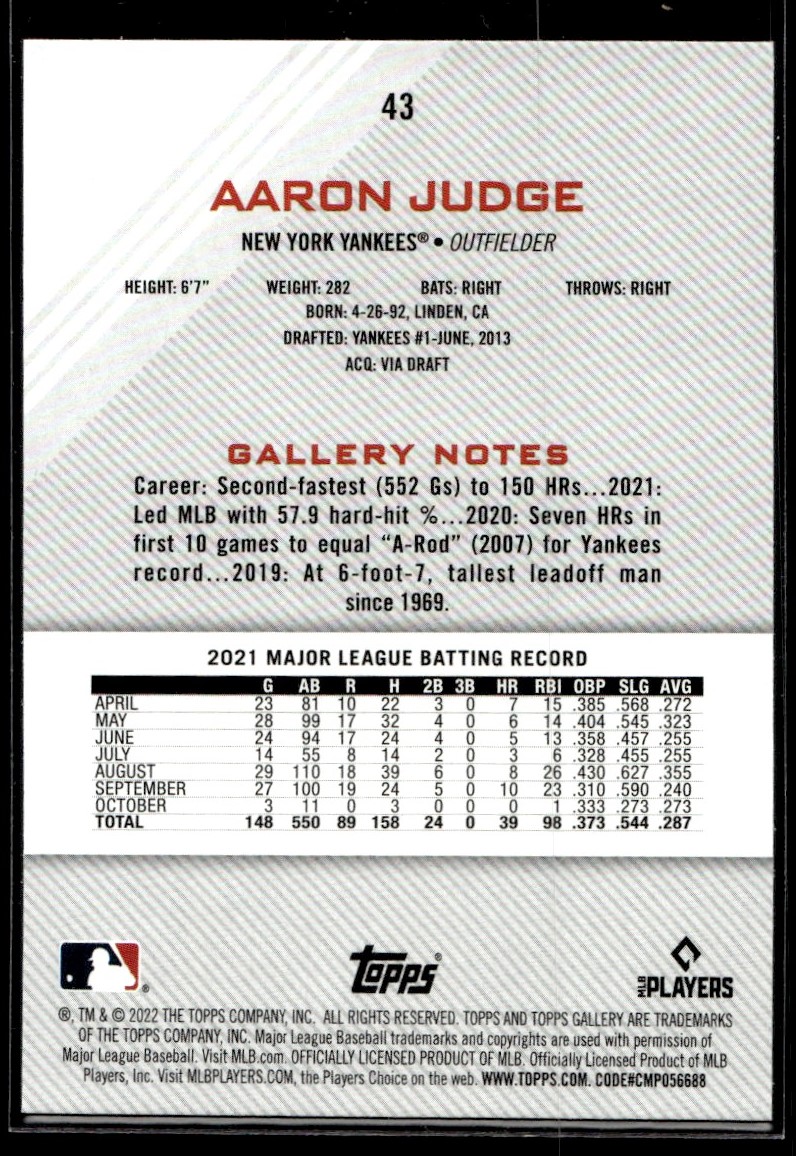 43
AARON JUDGE
NEW YORK YANKEES® • OUTFIELDER
HEIGHT: 6'7" WEIGHT: 282 BATS: RIGHT THROWS: RIGHT
BORN: 4-26-92, LINDEN, CA
DRAFTED: YANKEES #1-JUNE, 2013
ACQ: VIA DRAFT
GALLERY NOTES
Career: Second-fastest (552 Gs) to 150 HRs...2021:
Led MLB with 57.9 hard-hit %...2020: Seven HRs in
first 10 games to equal “A-Rod” (2007) for Yankees
record...2019: At 6-foot-7, tallest leadoff man
since 1969.
2021 MAJOR LEAGUE BATTING RECORD
G AB R H 2B 3B HR RBI OBP SLG AVG
APRIL 23 81 10 22 3 0 7 15 .385 .568 .272
MAY 28 99 17 32 4 0 6 14 .404 .545 .323
JUNE 24 94 17 24 4 0 5 13 .358 .457 .255
JULY 14 55 8 14 2 0 3 6 .328 .455 .255
AUGUST 29 110 18 39 6 0 8 26 .430 .627 .355
SEPTEMBER 27 100 19 24 5 0 10 23 .310 .590 .240
OCTOBER 3 11 0 3 0 0 0 1 .333 .273 .273
TOTAL 148 550 89 158 24 0 39 98 .373 .544 .287
® Topps® MLB PLAYERS
®, TM & © 2022 THE TOPPS COMPANY, INC. ALL RIGHTS RESERVED. TOPPS AND TOPPS GALLERY ARE TRADEMARKS
OF THE TOPPS COMPANY, INC. Major League Baseball trademarks and copyrights are used with permission of
Major League Baseball. Visit MLB.com. OFFICIALLY LICENSED PRODUCT OF MLB. Officially Licensed Product of MLB
Players, Inc. Visit MLBPLAYERS.COM, the Players Choice on the web. WWW.TOPPS.COM. CODE#CMP056688